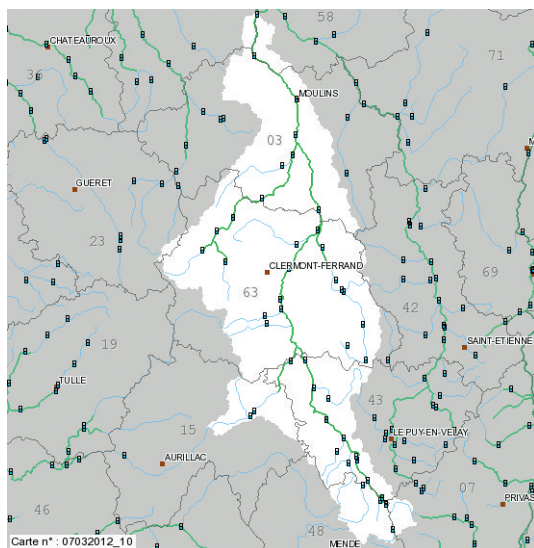 58
CHATEAUROUX
71
36
MOULINS
03
GUERET
23
CLERMONT-FERRAND
69
63
42
19
SAINT-ETIENNE
TULLE
43
15
LE PUY-EN-VELAY
AURILLAC
07
PRIVAS
46
48
Carte n° : 07032012_10
MENDE